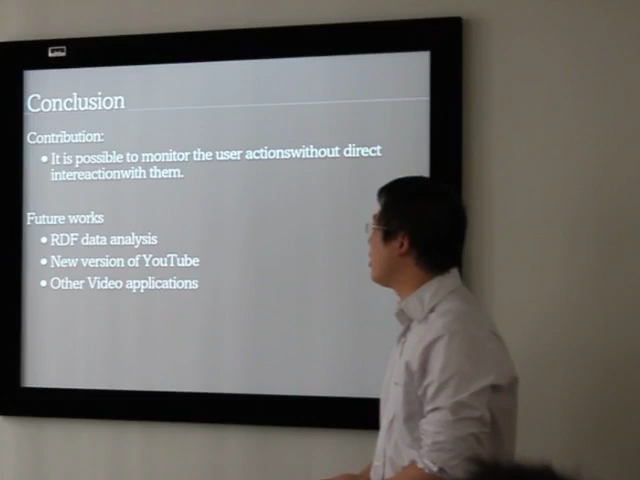 Conclusion
Contribution:
• It is possible to monitor the user actionswithout direct
intereactionwith them.
Future works
• RDF data analysis
• New version of YouTube
• Other Video applications